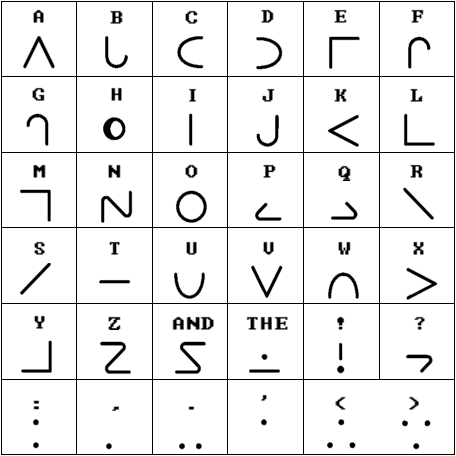 A B C D E F
G H I J K L
M N O P Q R
S T U V W X
Y Z AND THE ! ?
: , . ' < >